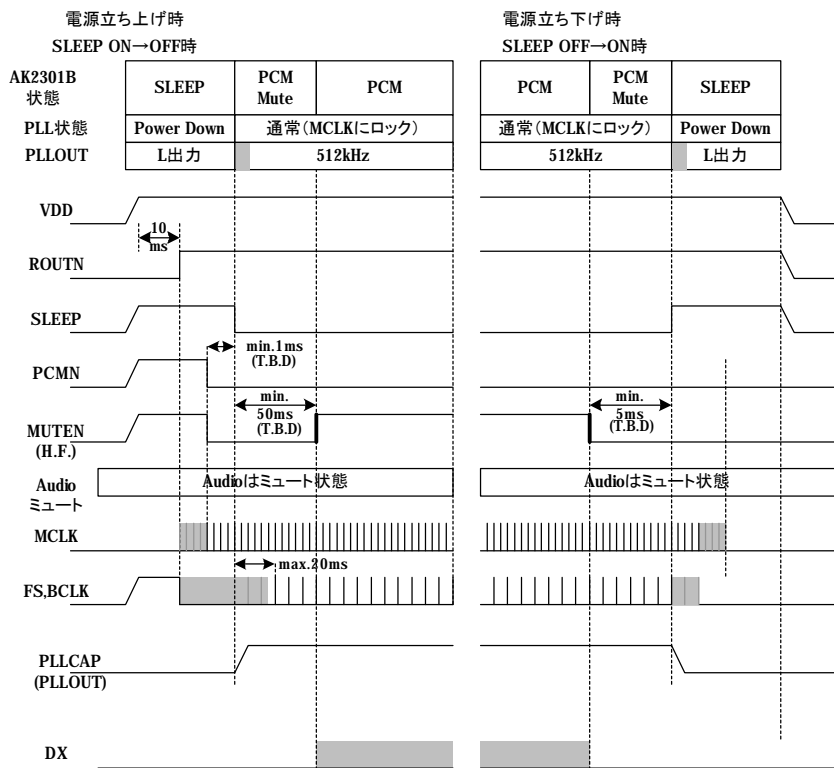 電源立ち上げ時
SLEEP ON→OFF時
電源立ち下げ時
SLEEP OFF→ON時
AK2301B
状態
SLEEP
PCM
Mute
PCM
PCM
PCM
Mute
SLEEP
PLL状態
Power Down
通常(MCLKにロック)
通常(MCLKにロック)
Power Down
PLLOUT
L出力
512kHz
512kHz
L出力
VDD
10
ms
ROUTN
SLEEP
min.1ms
(T.B.D)
PCMN
min.
50ms
(T.B.D)
min.
5ms
(T.B.D)
MUTEN
(H.F.)
Audio
ミュート
Audioはミュート状態
Audioはミュート状態
MCLK
max.20ms
FS,BCLK
PLLCAP
(PLLOUT)
DX